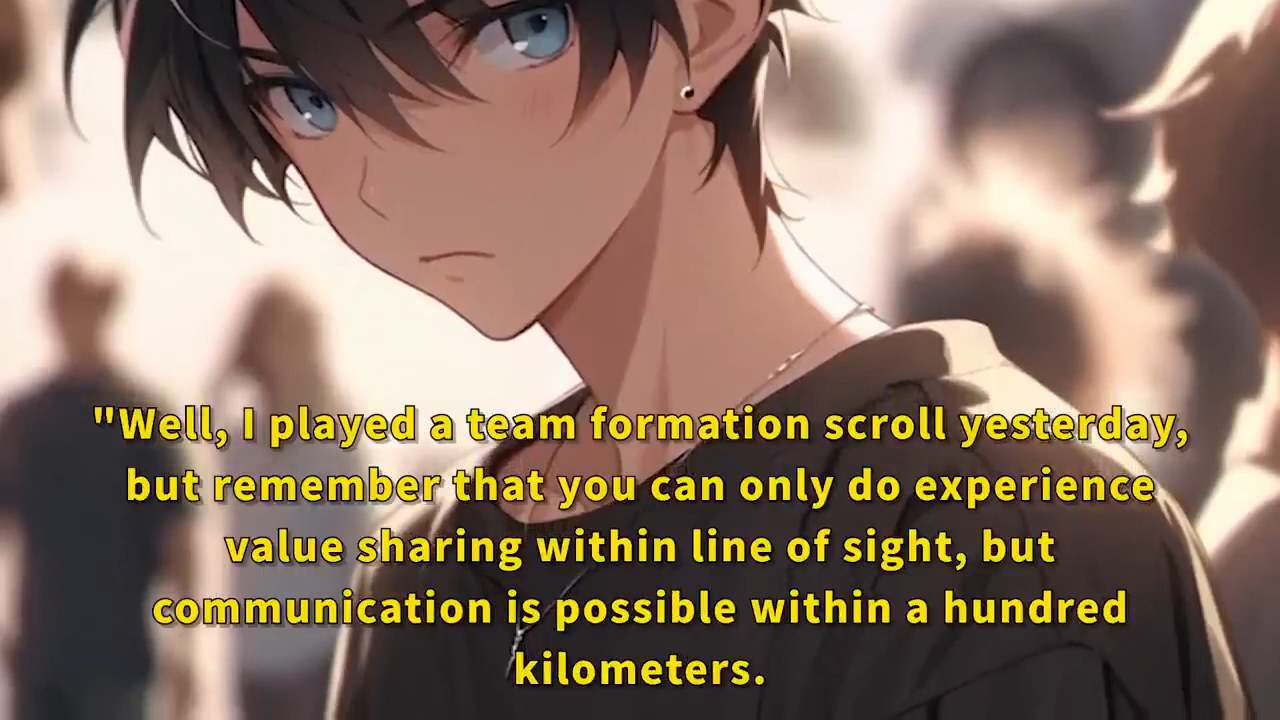 "Well, I played a team formation scroll yesterday,
but remember that you can only do experience
value sharing within line of sight, but
communication is possible within a hundred
kilometers.